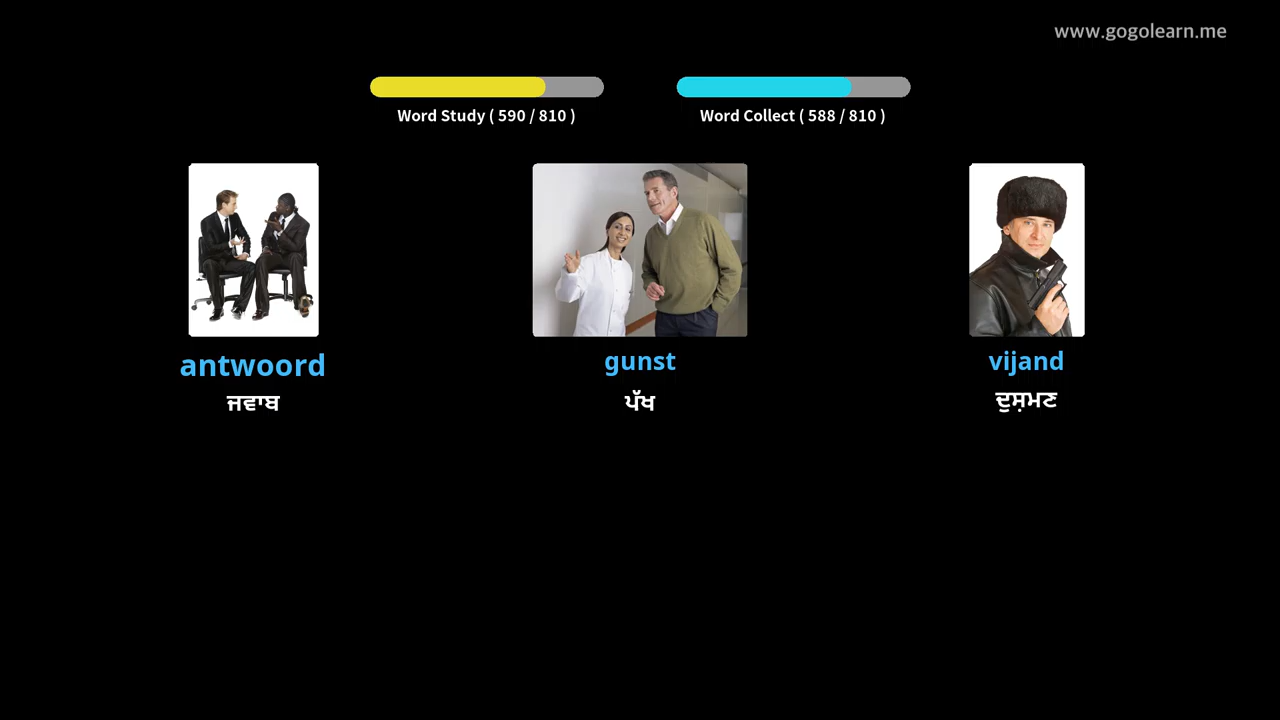 www.gogolearn.me
Word Study ( 590 / 810 )
Word Collect ( 588 / 810 )
antwoord
ਜਵਾਬ
gunst
ਪੱਖ
vijand
ਦੁਸ਼ਮਣ